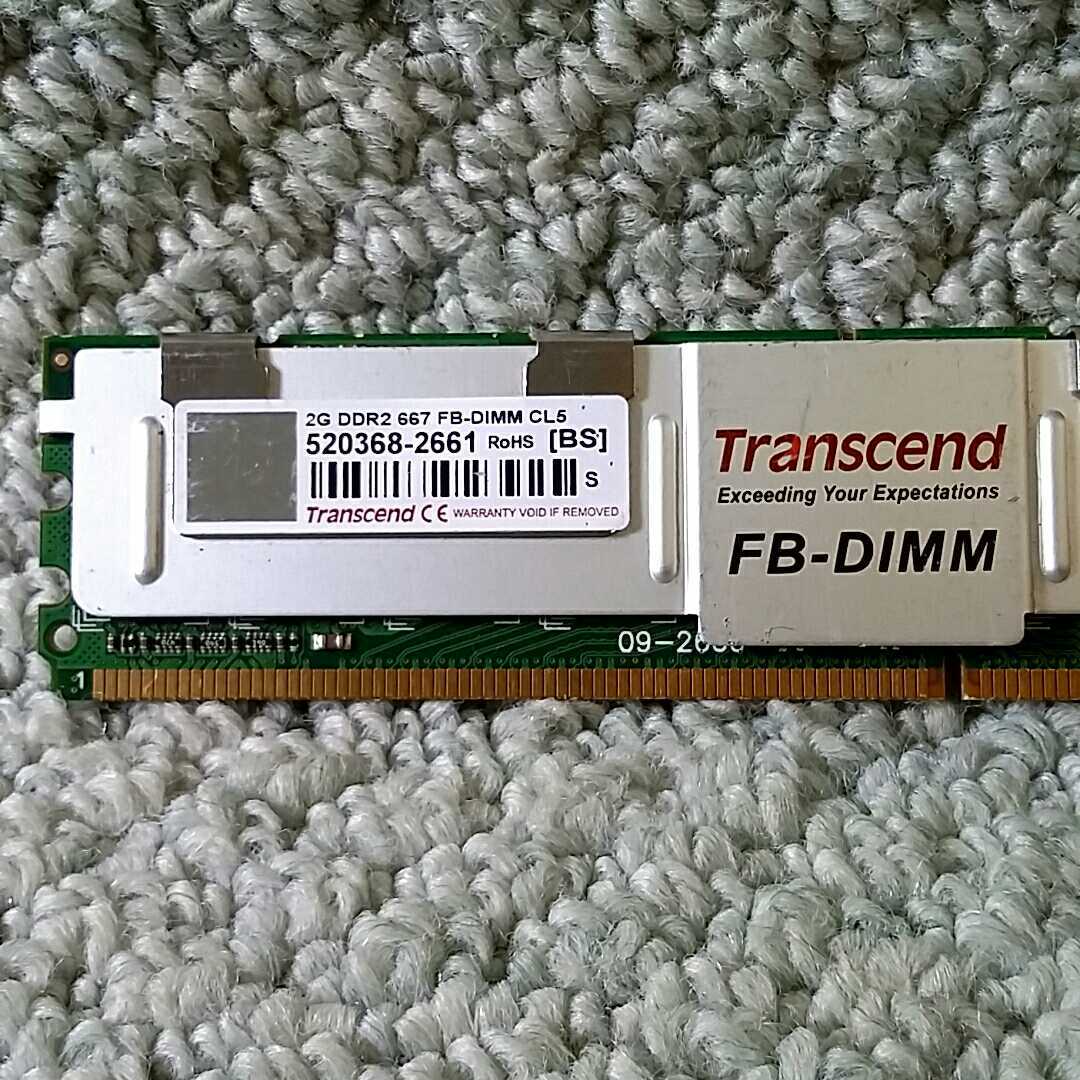 2G DDR2 667 FB-DIMM CL5
520368-2661 RoHS [BS]
S
Transcend CE WARRANTY VOID IF REMOVED
Transcend
Exceeding Your Expectations
FB-DIMM
1